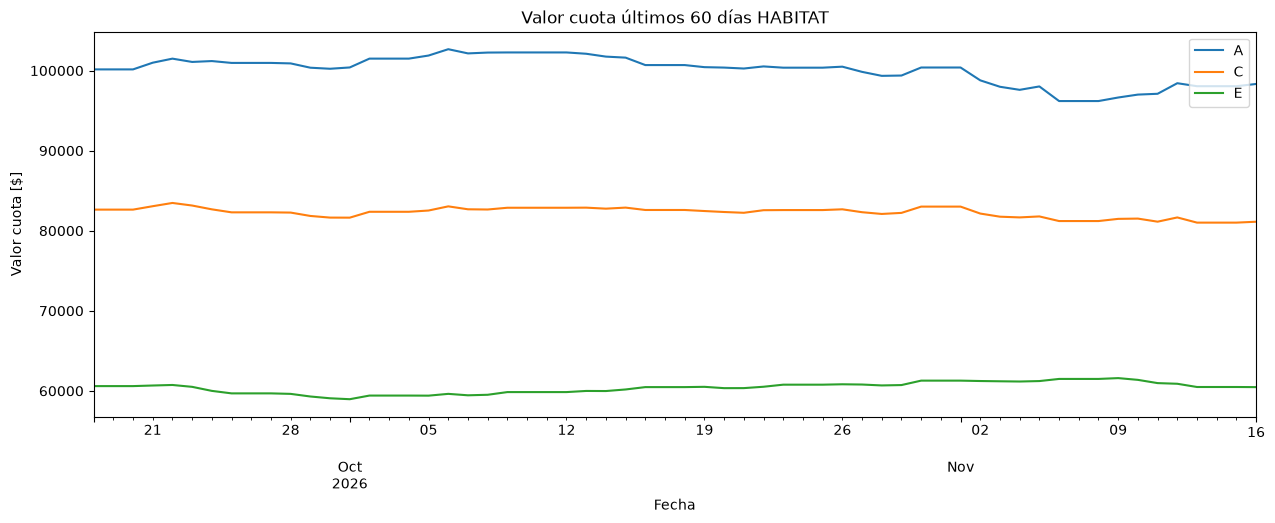 Valor cuota últimos 60 días HABITAT
A
C
E
100000
90000
80000
70000
60000
Valor cuota [$]
21 28 05 12 19 26 02 09 16
Oct Nov
2026
Fecha